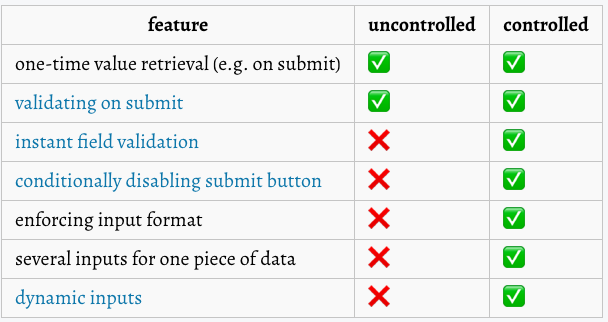 feature uncontrolled controlled
one-time value retrieval (e.g. on submit) ✅ ✅
validating on submit ✅ ✅
instant field validation ❌ ✅
conditionally disabling submit button ❌ ✅
enforcing input format ❌ ✅
several inputs for one piece of data ❌ ✅
dynamic inputs ❌ ✅